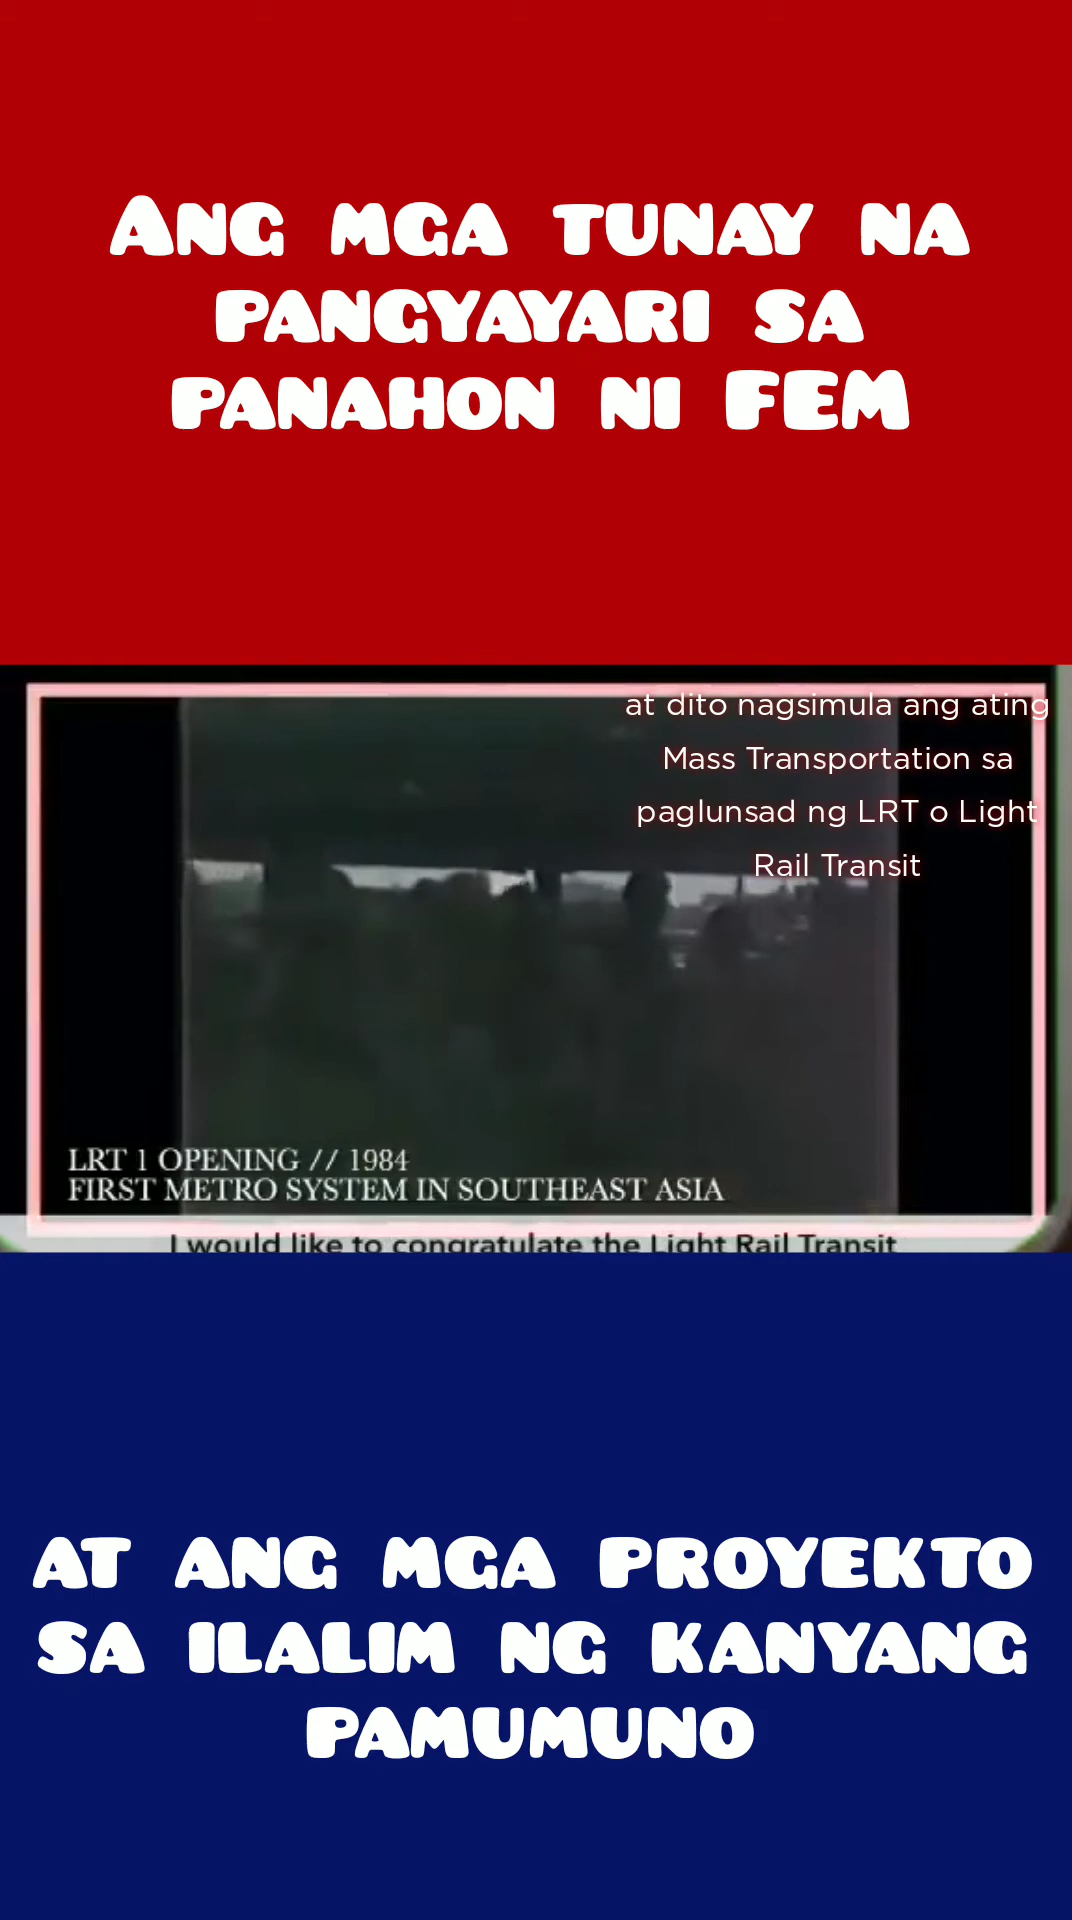 Ang mga tunay na
pangyayari sa
panahon ni FEM
at dito nagsimula ang ating
Mass Transportation sa
paglunsad ng LRT o Light
Rail Transit
LRT 1 OPENING // 1984
FIRST METRO SYSTEM IN SOUTHEAST ASIA
I would like to congratulate the Light Rail Transit
at ang mga proyekto
sa ilalim ng kanyang
pamumuno